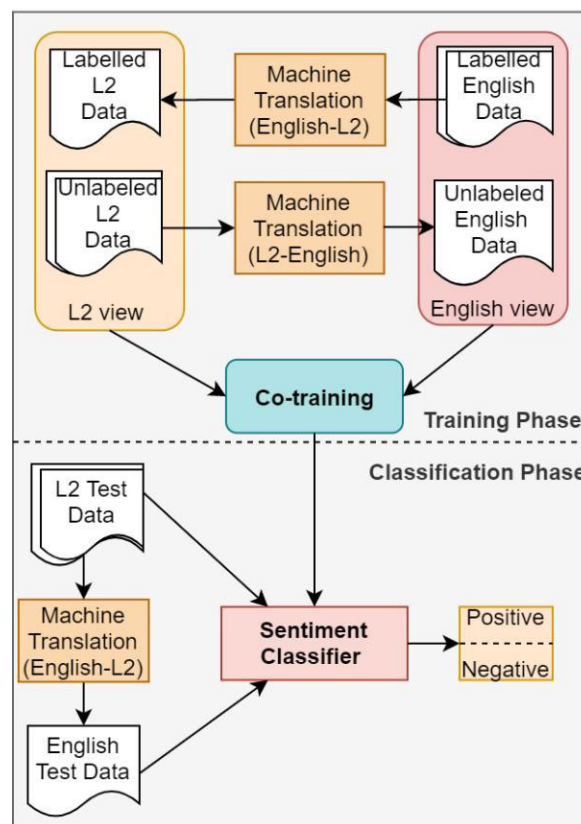 Labelled
L2
Data
Machine
Translation
(English-L2)
Labelled
English
Data
Unlabeled
L2
Data
Machine
Translation
(L2-English)
Unlabeled
English
Data
L2 view
English view
Co-training
Training Phase
Classification Phase
L2 Test
Data
Machine
Translation
(English-L2)
English
Test Data
Sentiment
Classifier
Positive
Negative